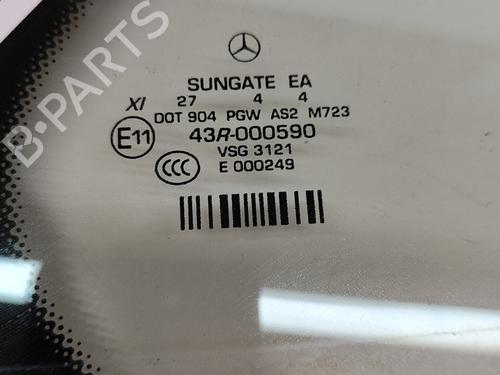 B-PARTS
SUNGATE EA
XI 27 4 4
DOT 904 PGW AS2 M723
E11 43R-000590
CCC VSG 3121
E 000249